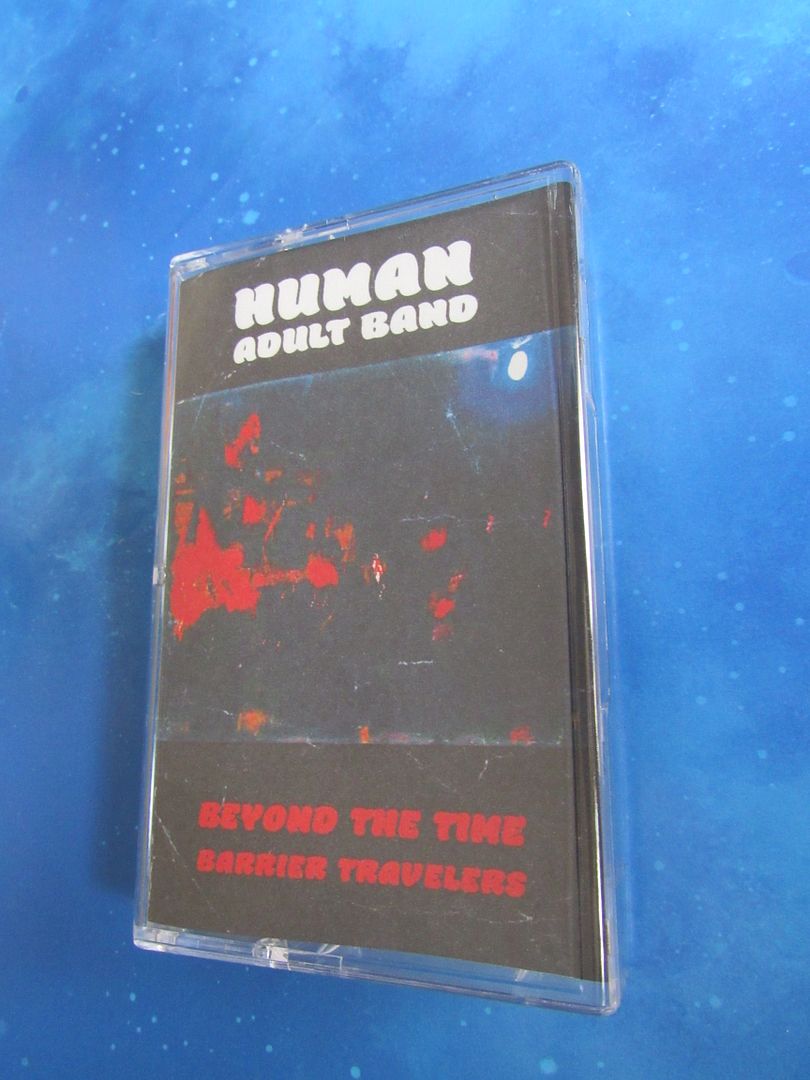 HUMAN
ADULT BAND
BEYOND THE TIME
BARRIER TRAVELERS